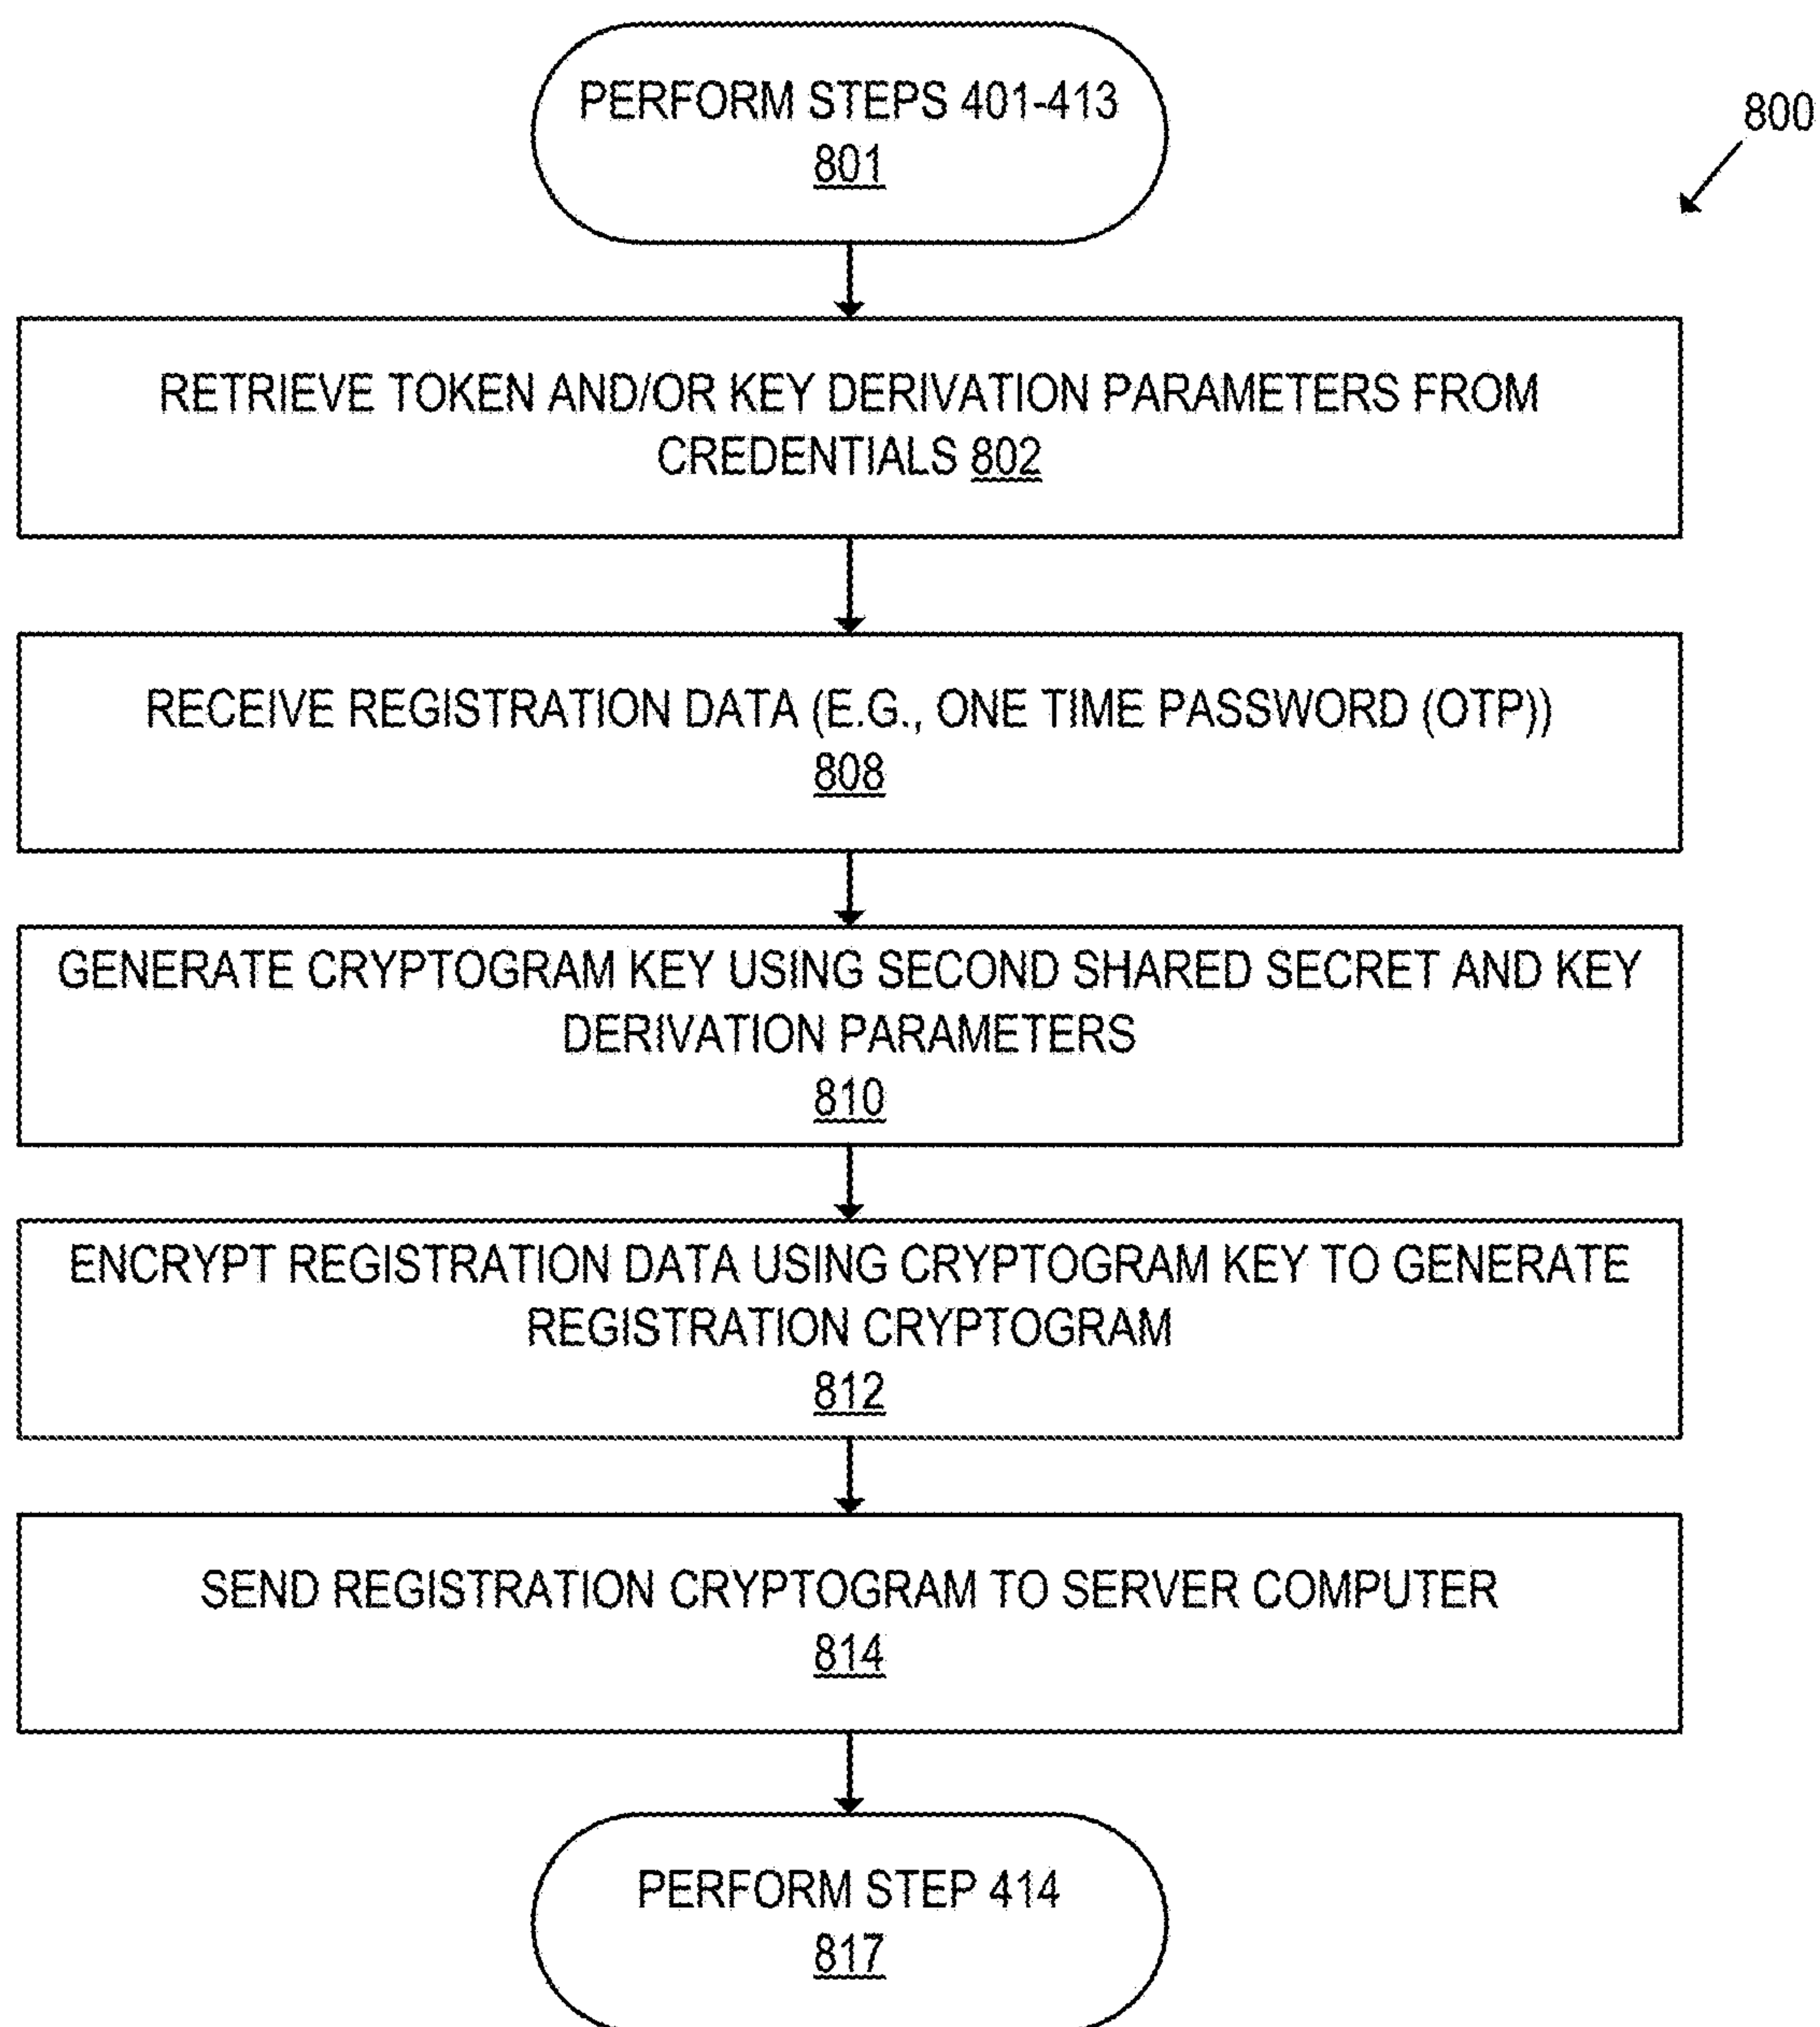 PERFORM STEPS 401-413
801
800
RETRIEVE TOKEN AND/OR KEY DERIVATION PARAMETERS FROM
CREDENTIALS 802
RECEIVE REGISTRATION DATA (E.G., ONE TIME PASSWORD (OTP))
808
GENERATE CRYPTOGRAM KEY USING SECOND SHARED SECRET AND KEY
DERIVATION PARAMETERS
810
ENCRYPT REGISTRATION DATA USING CRYPTOGRAM KEY TO GENERATE
REGISTRATION CRYPTOGRAM
812
SEND REGISTRATION CRYPTOGRAM TO SERVER COMPUTER
814
PERFORM STEP 414
817